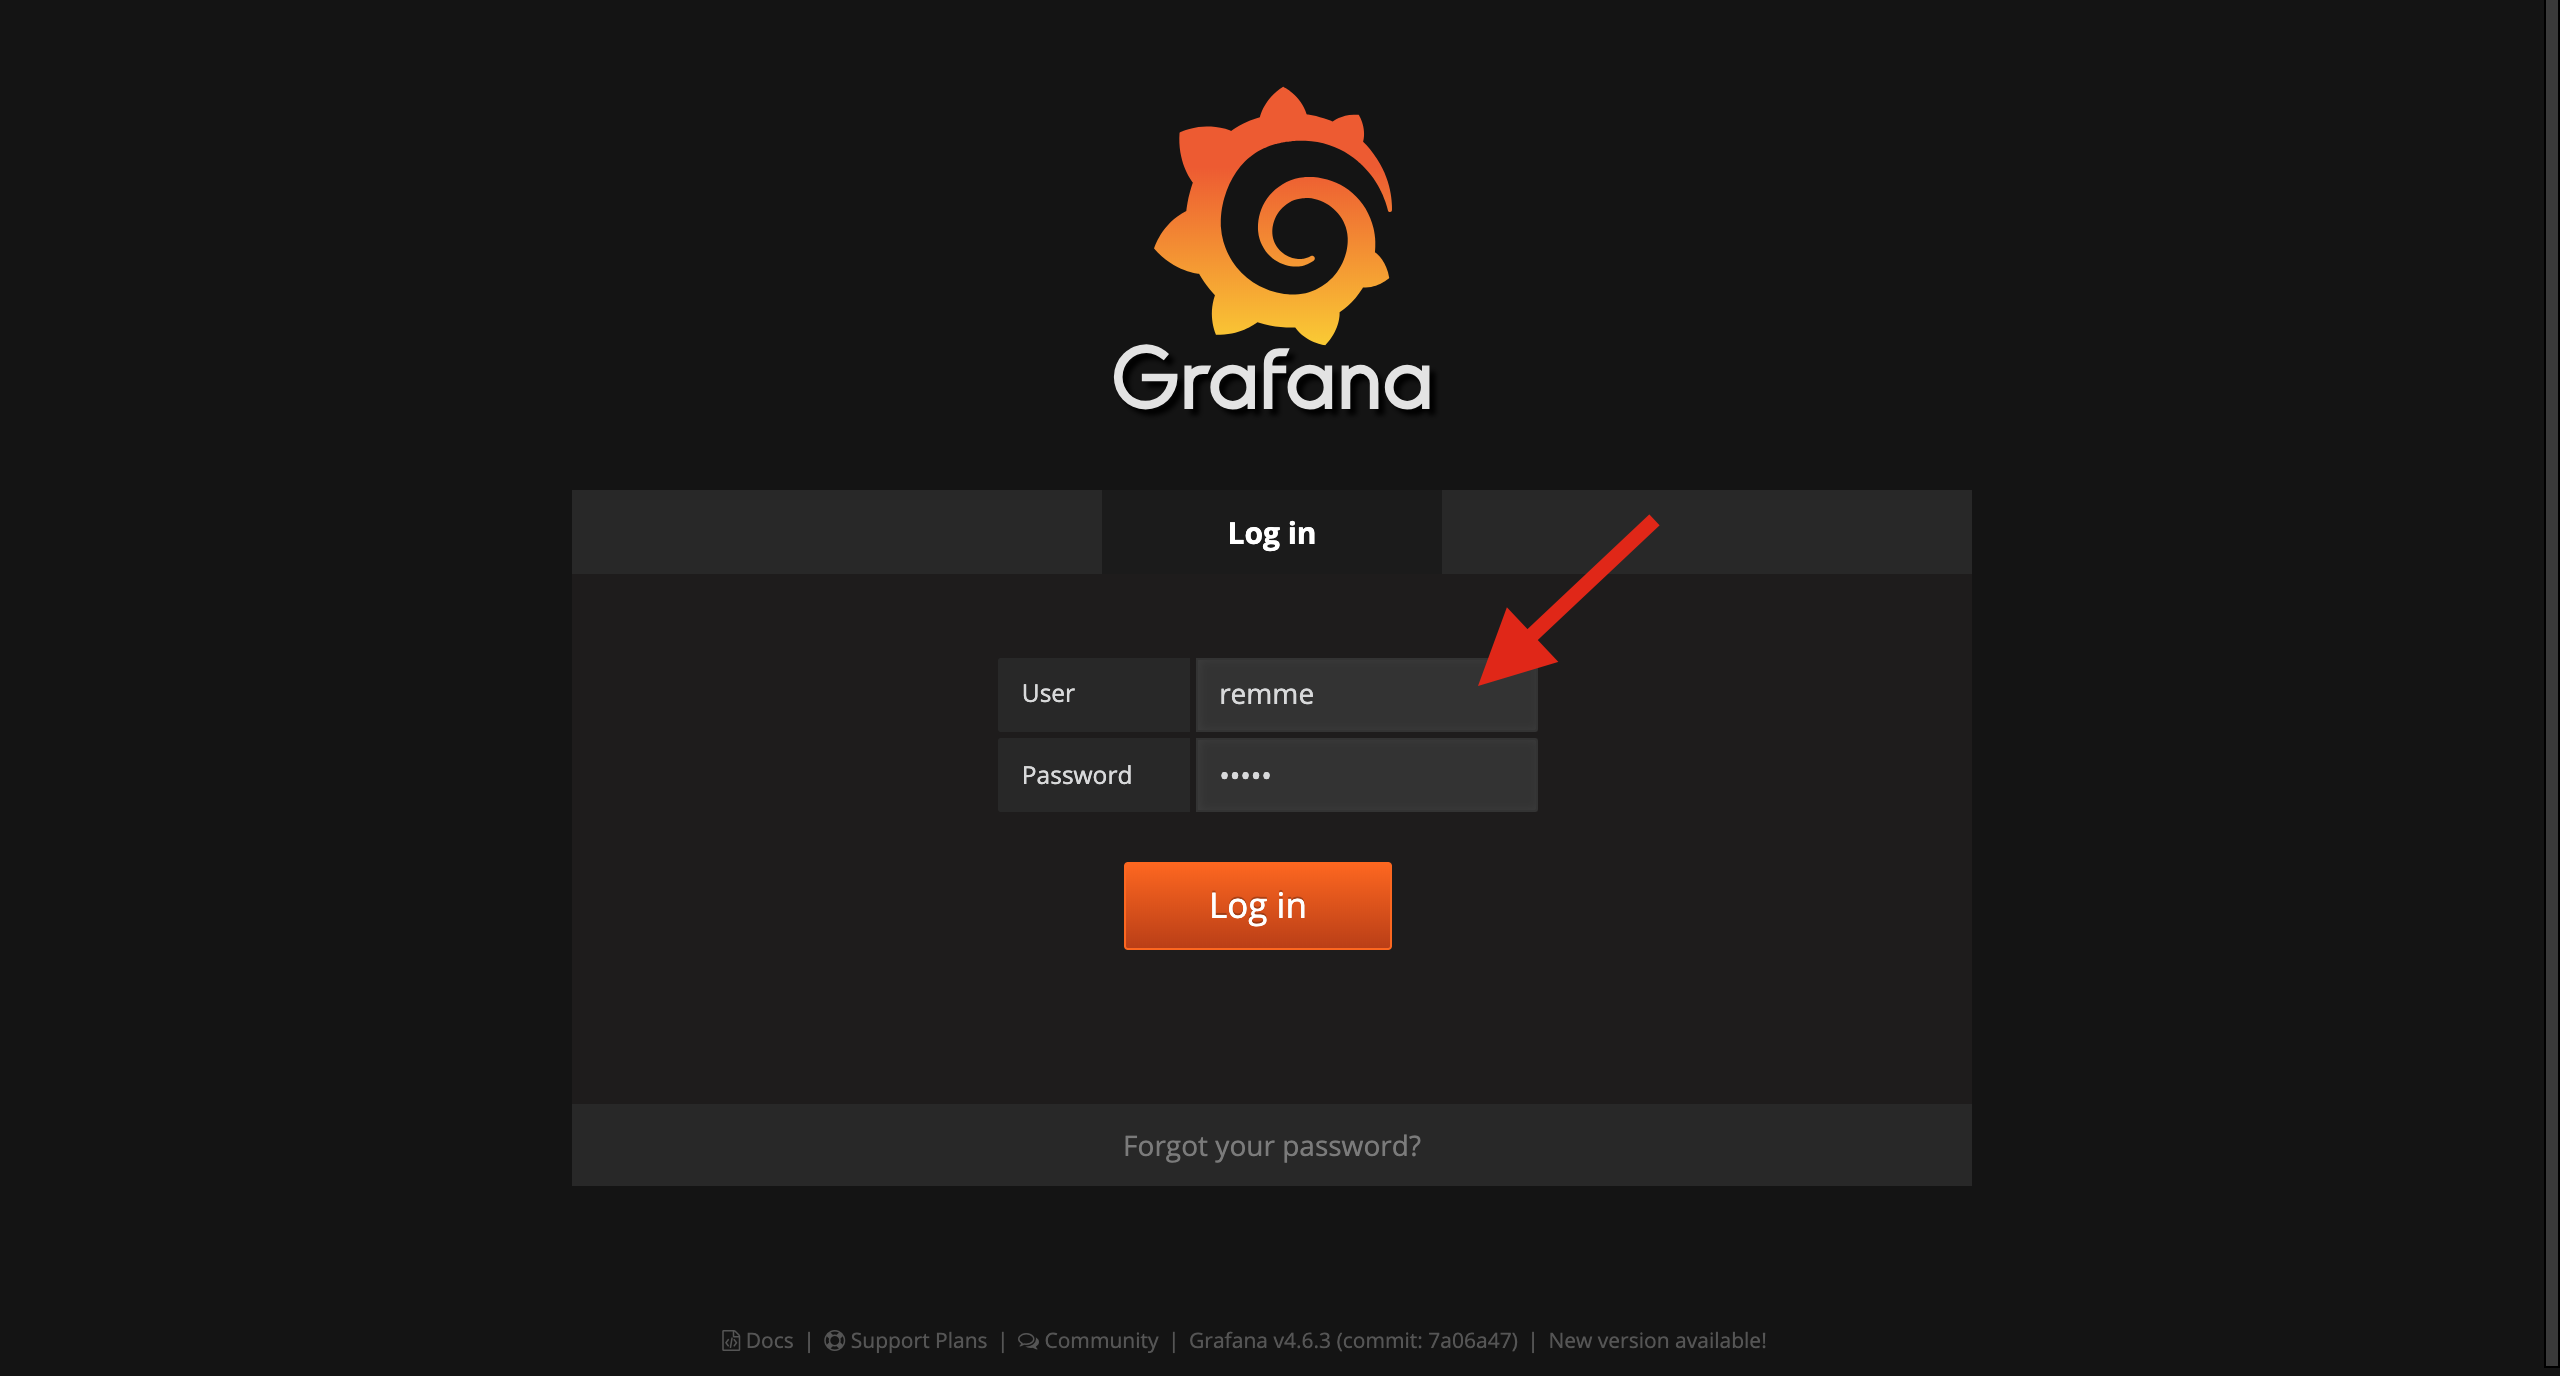 Grafana
Log in
User
remme
Password
•••••
Log in
Forgot your password?
Docs | Support Plans | Community | Grafana v4.6.3 (commit: 7a06a47) | New version available!